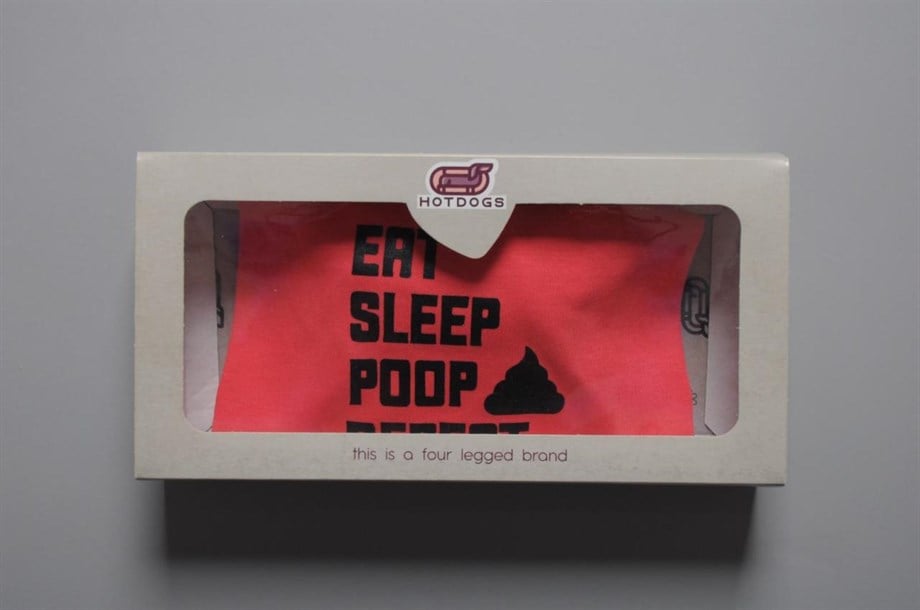 HOTDOGS
EAT
SLEEP
POOP
this is a four legged brand